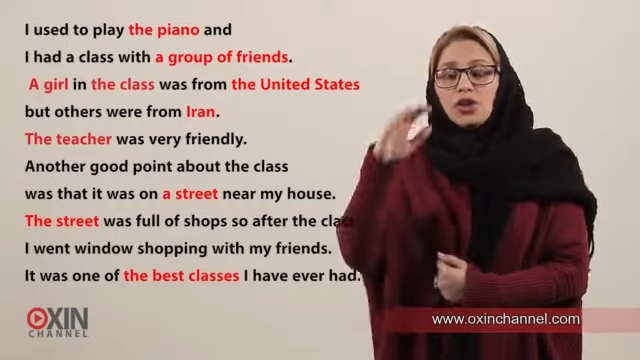 I used to play the piano and
I had a class with a group of friends.
A girl in the class was from the United States
but others were from Iran.
The teacher was very friendly.
Another good point about the class
was that it was on a street near my house.
The street was full of shops so after the
I went window shopping with my friends.
It was one of the best classes I have ever had.
OXIN
CHANNEL
www.oxinchannel.com